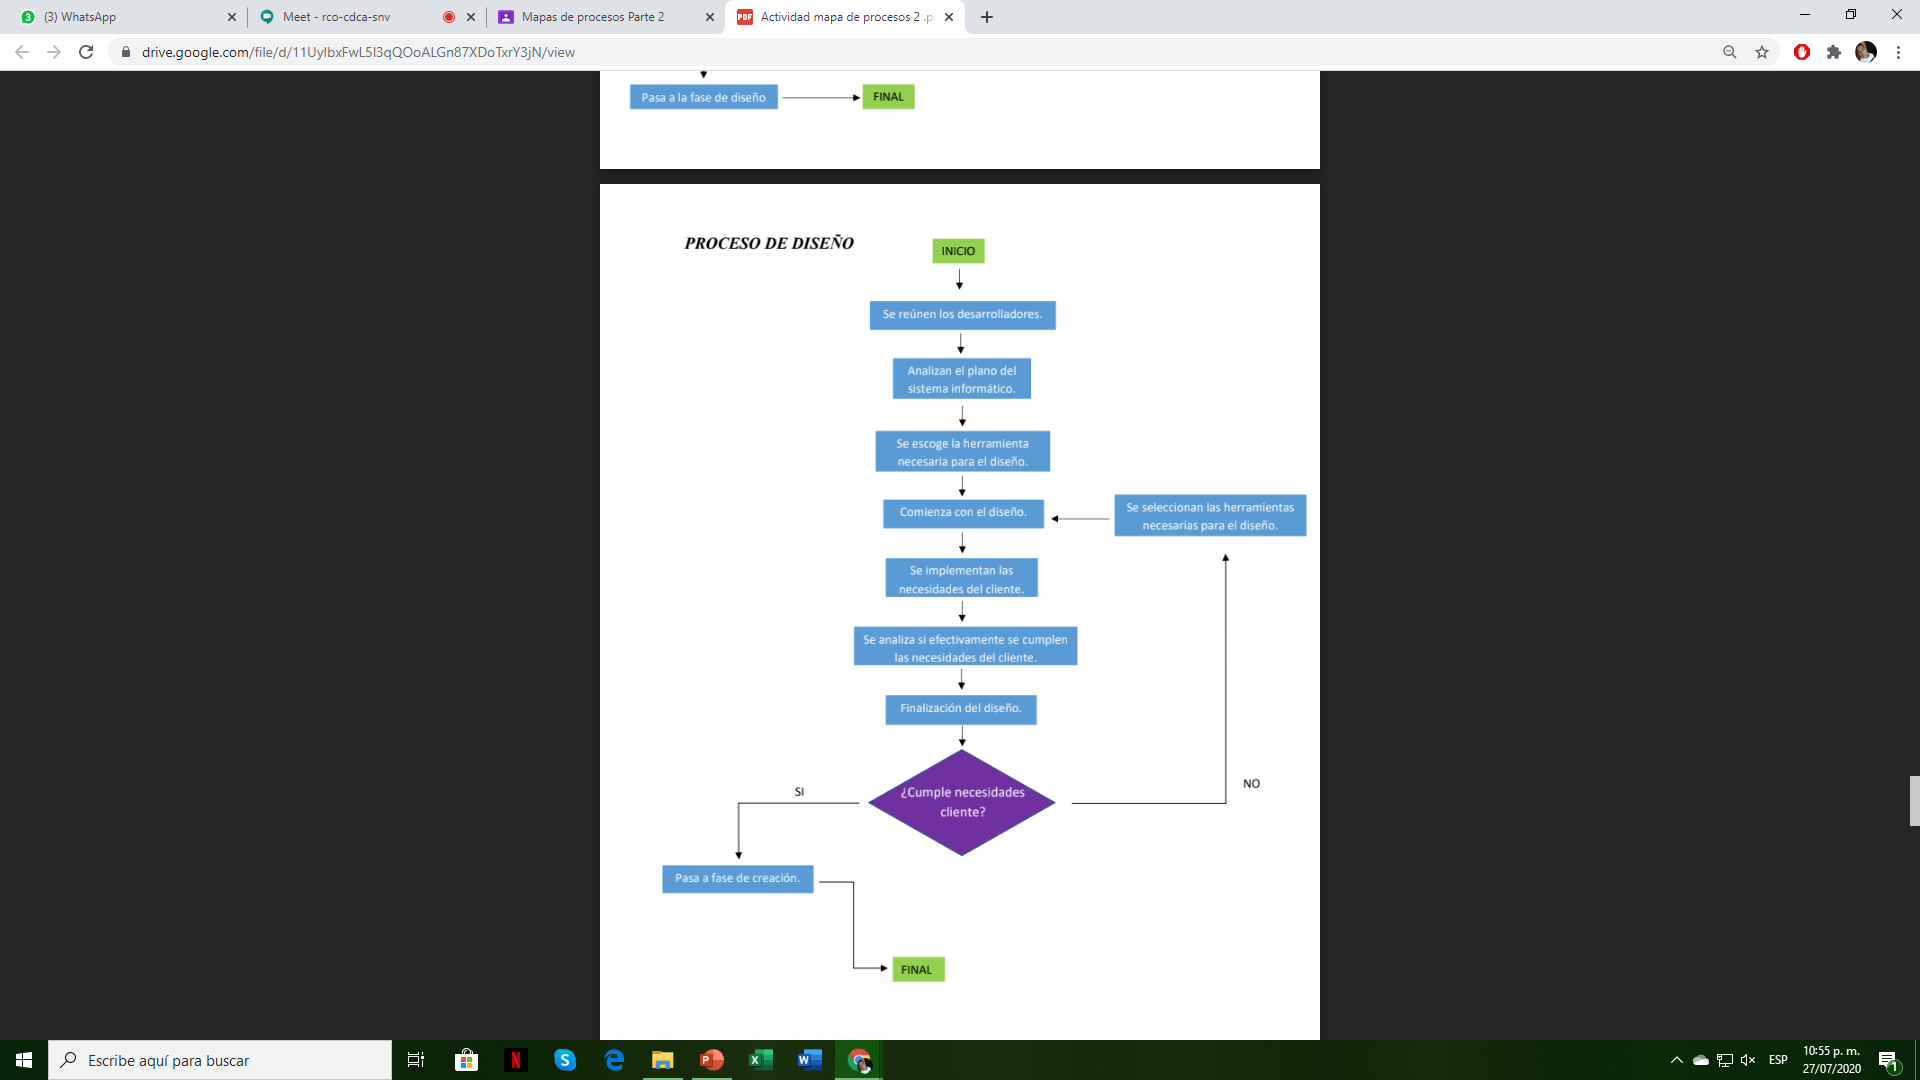 (3) WhatsApp
Meet - rco-cdca-snv
Mapas de procesos Parte 2
PDF
Actividad mapa de procesos 2 .p
drive.google.com/file/d/11UylbxFwL5I3qQOoALGn87XDoTxrY3jN/view
Pasa a la fase de diseño
FINAL
PROCESO DE DISEÑO
INICIO
Se reúnen los desarrolladores.
Analizan el plano del
sistema informático.
Se escoge la herramienta
necesaria para el diseño.
Comienza con el diseño.
Se seleccionan las herramientas
necesarias para el diseño.
Se implementan las
necesidades del cliente.
Se analiza si efectivamente se cumplen
las necesidades del cliente.
Finalización del diseño.
SI
¿Cumple necesidades
cliente?
NO
Pasa a fase de creación.
FINAL
Escribe aquí para buscar
ESP
10:55 p. m.
27/07/2020
1